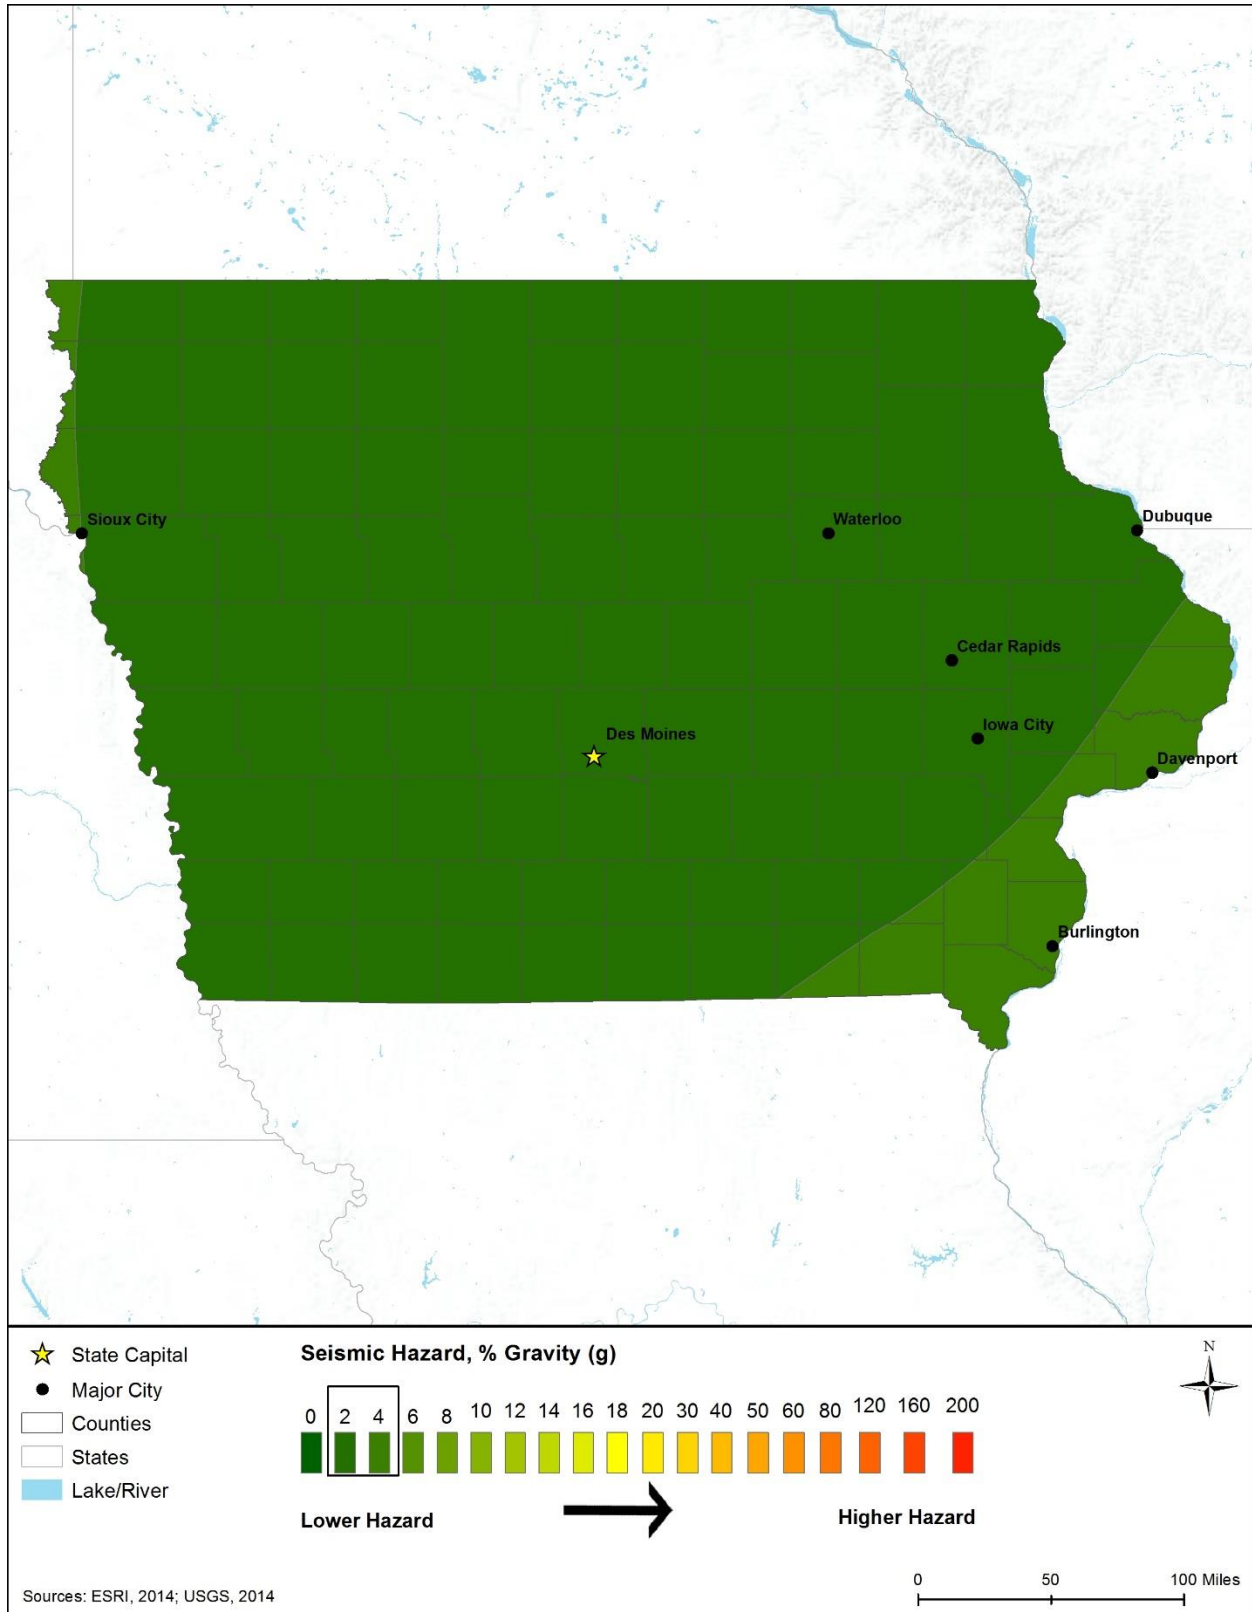 Sioux City
Waterloo
Dubuque
Cedar Rapids
Iowa City
Des Moines
Davenport
Burlington
State Capital
Major City
Counties
States
Lake/River
Seismic Hazard, % Gravity (g)
0 2 4 6 8 10 12 14 16 18 20 30 40 50 60 80 120 160 200
Lower Hazard
Higher Hazard
N
Sources: ESRI, 2014; USGS, 2014
0 50 100 Miles